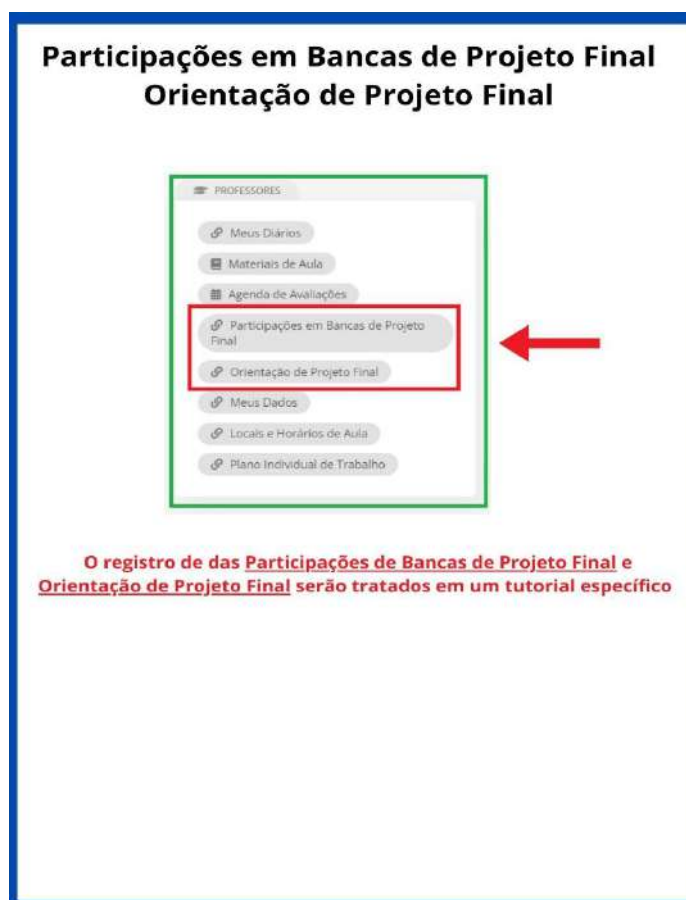 Participações em Bancas de Projeto Final
Orientação de Projeto Final
PROFESSORES
Meus Diários
Materiais de Aula
Agenda de Avaliações
Participações em Bancas de Projeto
Final
Orientação de Projeto Final
Meus Dados
Locais e Horários de Aula
Plano Individual de Trabalho
O registro de das Participações de Bancas de Projeto Final e
Orientação de Projeto Final serão tratados em um tutorial específico